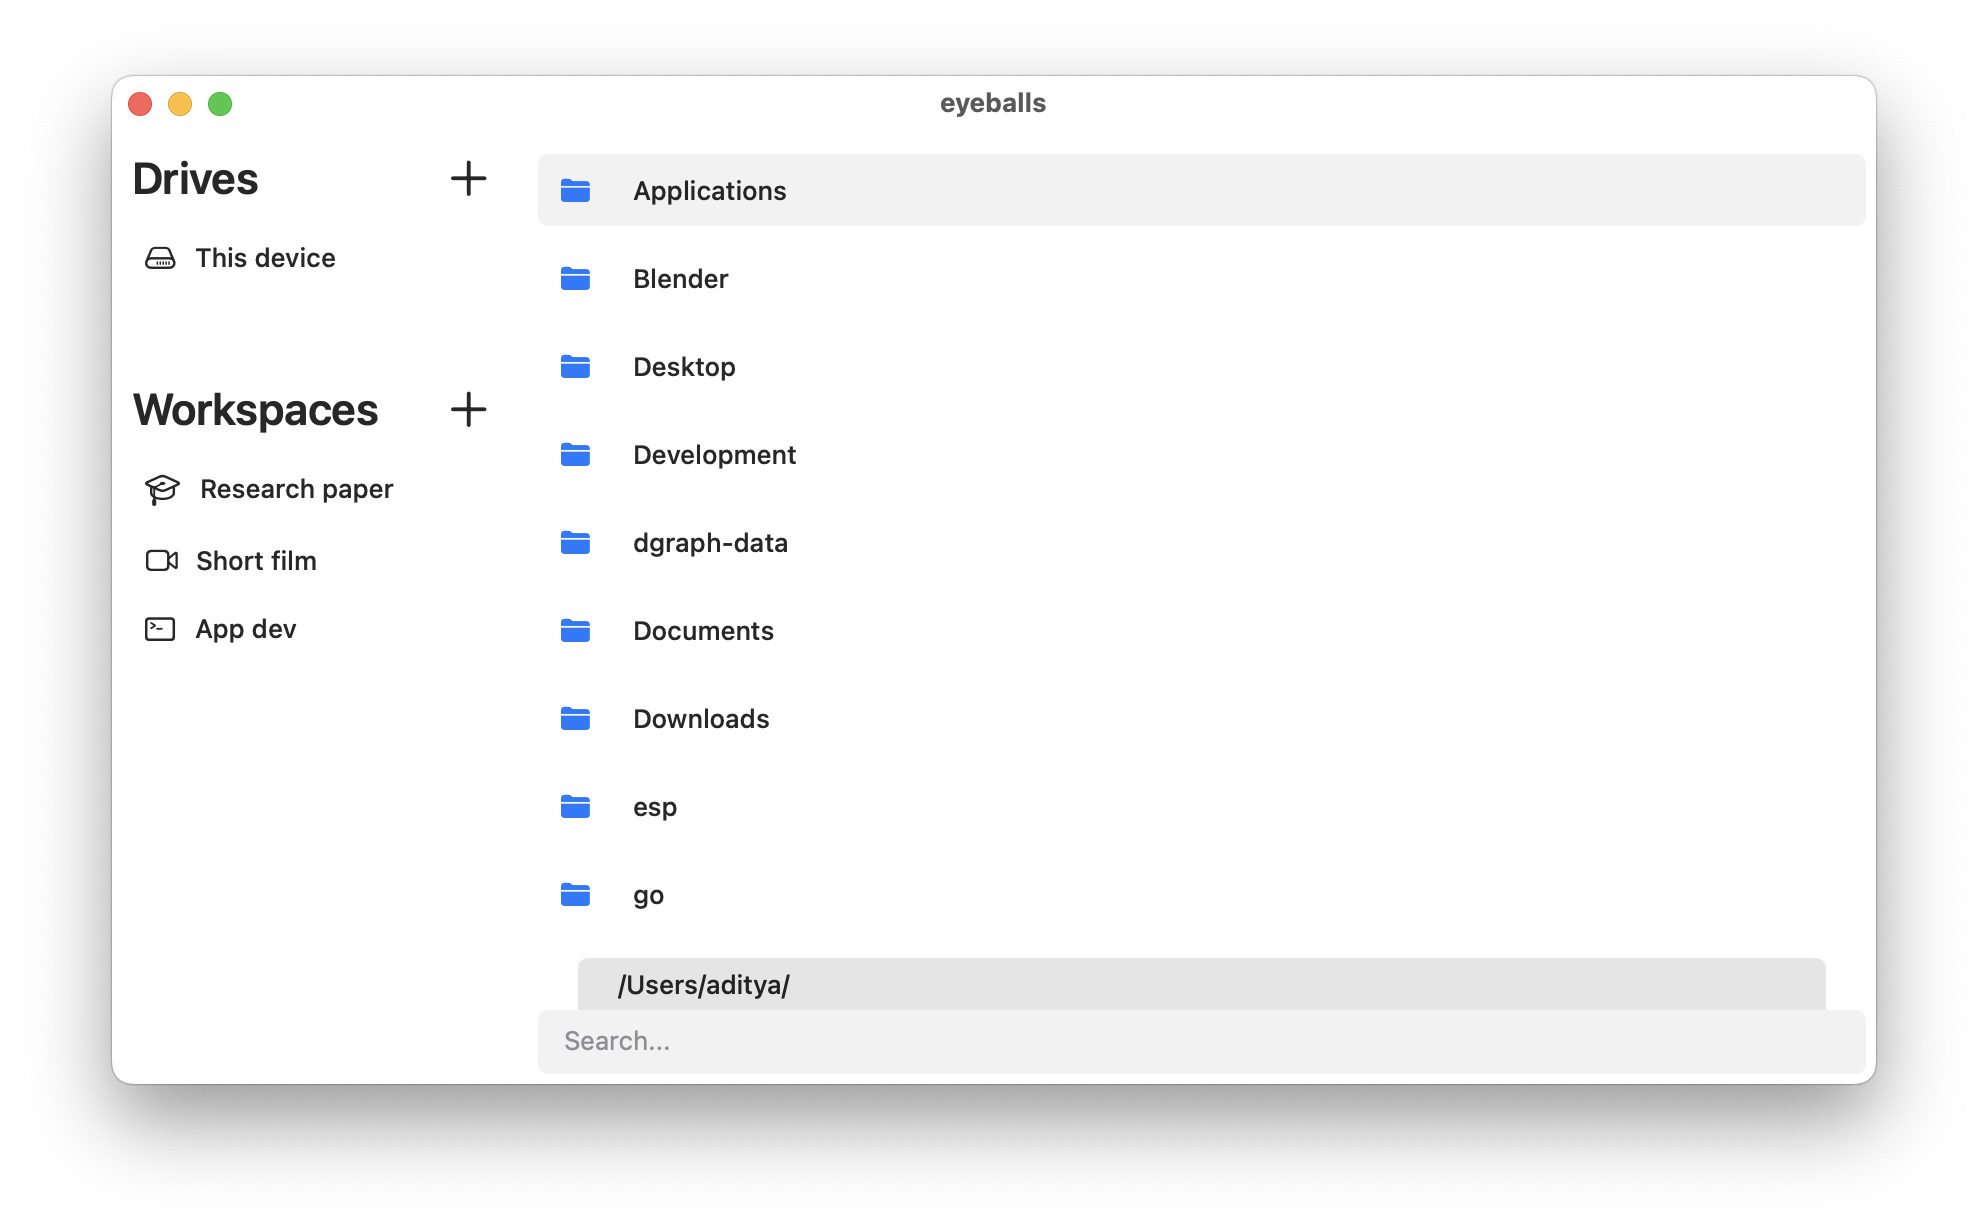 eyeballs
Drives
This device
Workspaces
Research paper
Short film
App dev
Applications
Blender
Desktop
Development
dgraph-data
Documents
Downloads
esp
go
/Users/aditya/
Search...